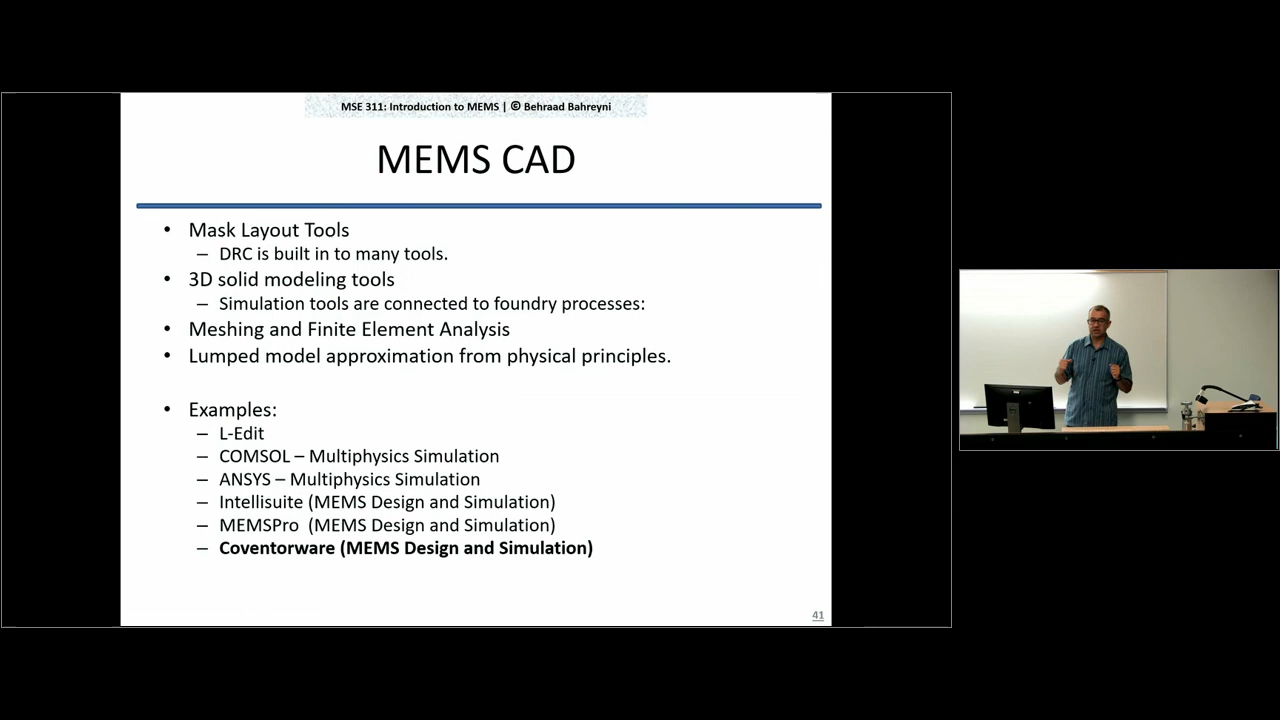 MSE 311: Introduction to MEMS | © Behraad Bahreyni
MEMS CAD
• Mask Layout Tools
– DRC is built in to many tools.
• 3D solid modeling tools
– Simulation tools are connected to foundry processes:
• Meshing and Finite Element Analysis
• Lumped model approximation from physical principles.
• Examples:
– L-Edit
– COMSOL – Multiphysics Simulation
– ANSYS – Multiphysics Simulation
– Intellisuite (MEMS Design and Simulation)
– MEMSPro (MEMS Design and Simulation)
– Coventorware (MEMS Design and Simulation)
41